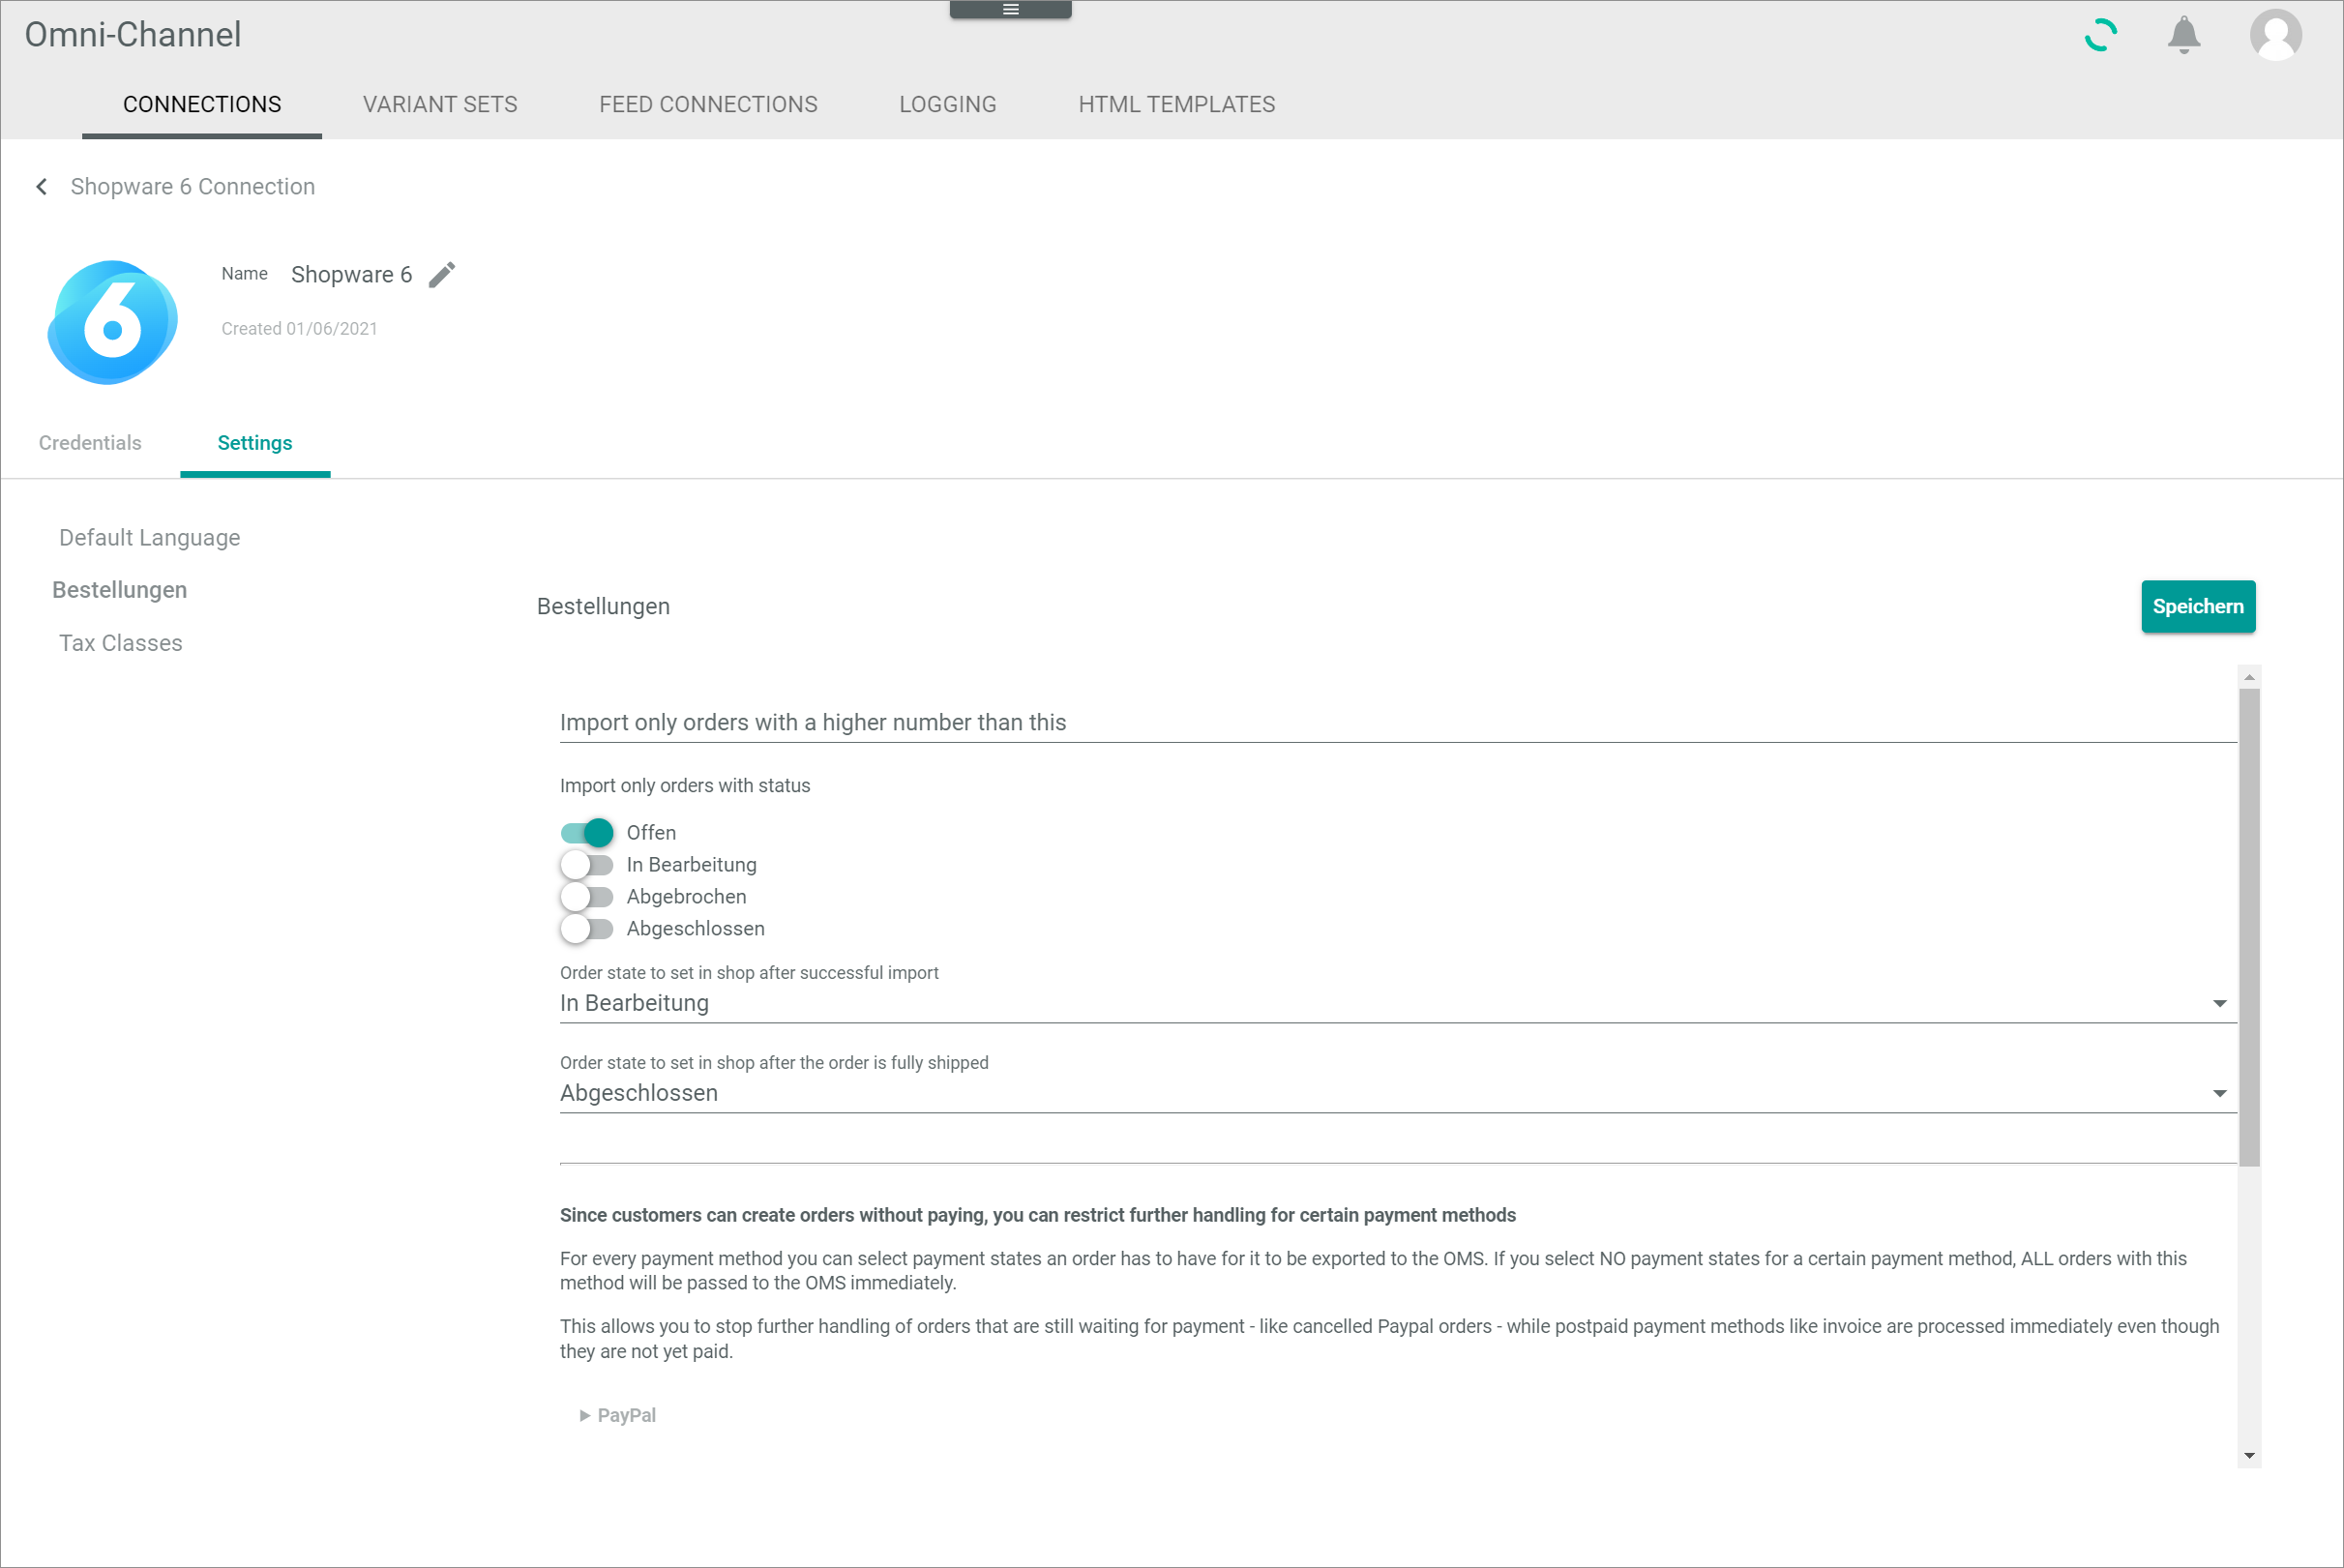 Omni-Channel
CONNECTIONS
VARIANT SETS
FEED CONNECTIONS
LOGGING
HTML TEMPLATES
Shopware 6 Connection
6
Name
Shopware 6
Created 01/06/2021
Credentials
Settings
Default Language
Bestellungen
Tax Classes
Bestellungen
Speichern
Import only orders with a higher number than this
Import only orders with status
Offen
In Bearbeitung
Abgebrochen
Abgeschlossen
Order state to set in shop after successful import
In Bearbeitung
Order state to set in shop after the order is fully shipped
Abgeschlossen
Since customers can create orders without paying, you can restrict further handling for certain payment methods
For every payment method you can select payment states an order has to have for it to be exported to the OMS. If you select NO payment states for a certain payment method, ALL orders with this
method will be passed to the OMS immediately.
This allows you to stop further handling of orders that are still waiting for payment - like cancelled Paypal orders - while postpaid payment methods like invoice are processed immediately even though
they are not yet paid.
PayPal